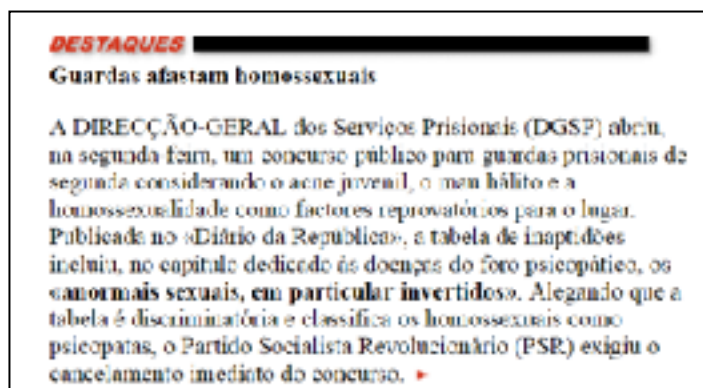 DESTAQUES
Guardas afastam homossexuais
A DIRECÇÃO-GERAL dos Serviços Prisionais (DGSP) abriu,
na segunda-feira, um concurso público para guardas prisionais de
segunda considerando o acne juvenil, o mau hálito e a
homossexualidade como factores reprovatórios para o lugar.
Publicada no «Diário da República», a tabela de inaptidões
incluiu, no capítulo dedicado às doenças do foro psicopático, os
«anormais sexuais, em particular invertidos». Alegando que a
tabela é discriminatória e classifica os homossexuais como
psicopatas, o Partido Socialista Revolucionário (PSR) exigiu o
cancelamento imediato do concurso.